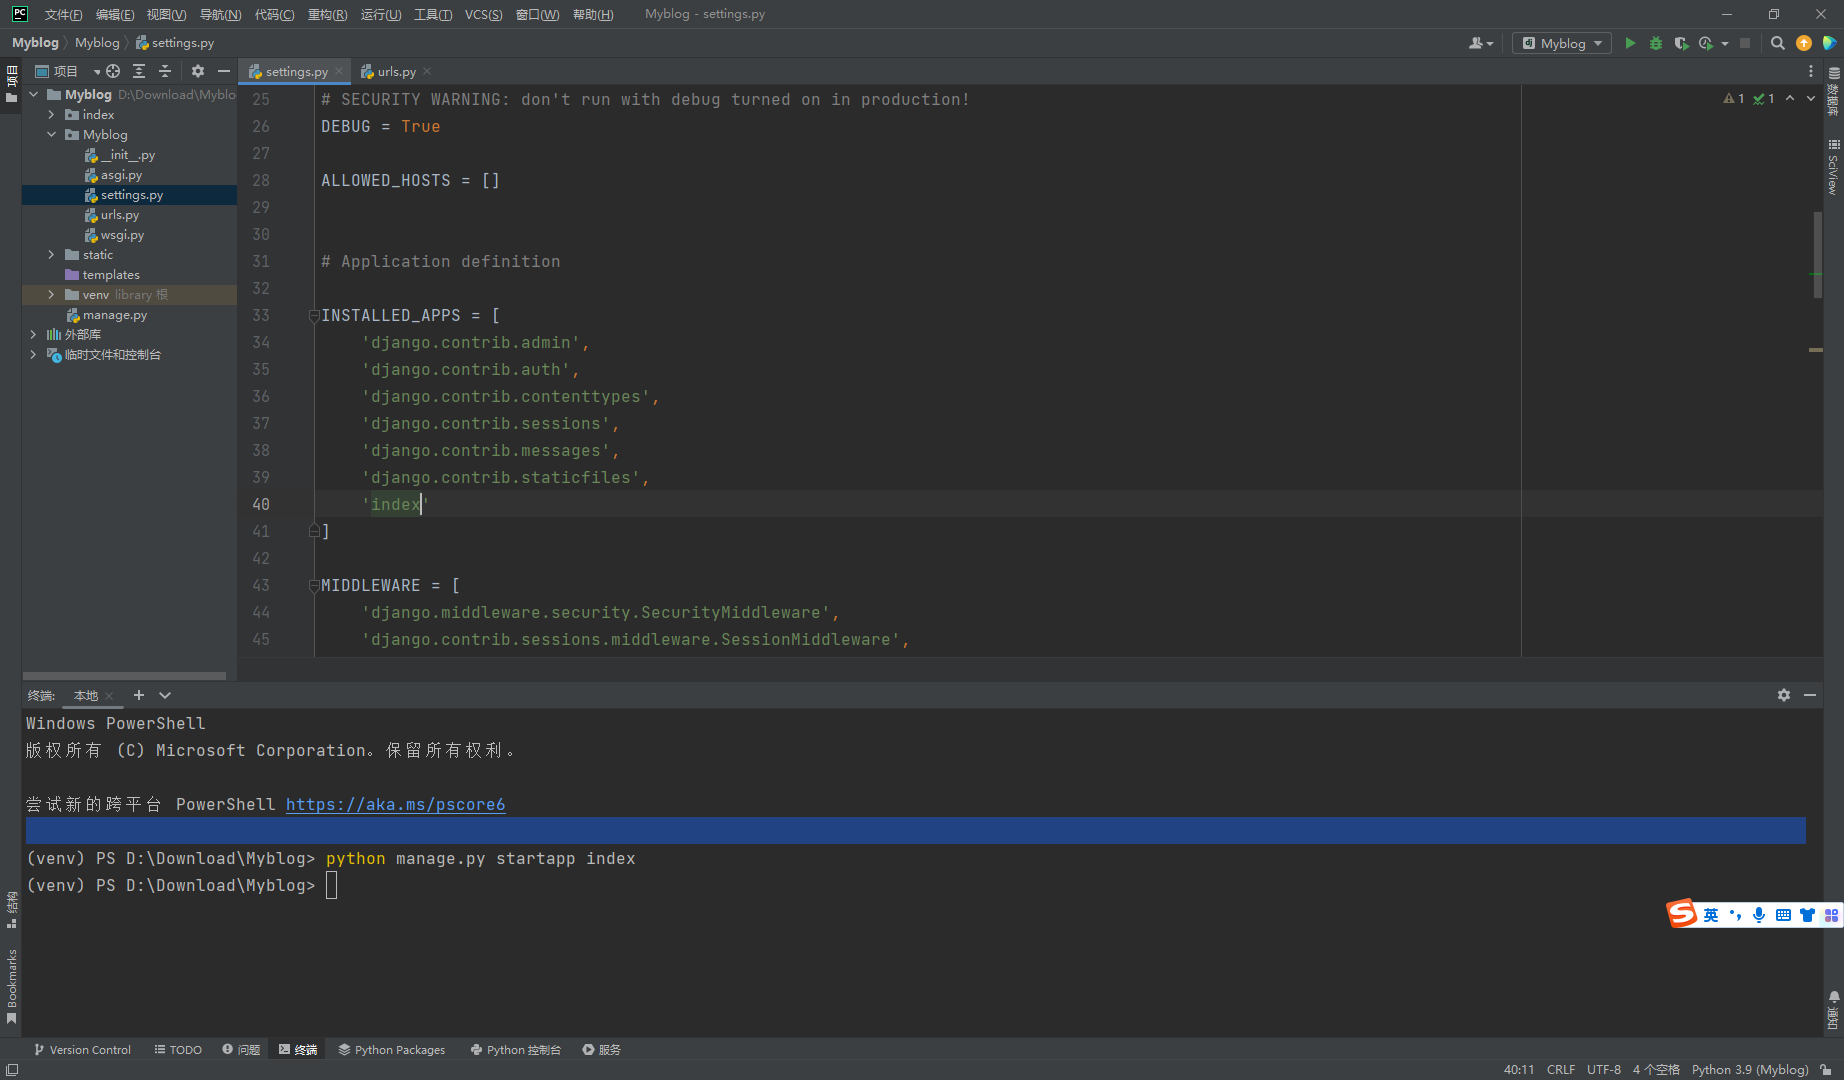 文件(F) 编辑(E) 视图(V) 导航(N) 代码(C) 重构(R) 运行(U) 工具(T) VCS(S) 窗口(W) 帮助(H) Myblog - settings.py
Myblog Myblog settings.py
Myblog
项目
项目
settings.py
urls.py
Myblog D:\Download\Myblo
index
Myblog
__init__.py
asgi.py
settings.py
urls.py
wsgi.py
static
templates
venv library 根
manage.py
外部库
临时文件和控制台
25 # SECURITY WARNING: don't run with debug turned on in production!
26 DEBUG = True
27
28 ALLOWED_HOSTS = []
29
30
31 # Application definition
32
33 INSTALLED_APPS = [
34 'django.contrib.admin',
35 'django.contrib.auth',
36 'django.contrib.contenttypes',
37 'django.contrib.sessions',
38 'django.contrib.messages',
39 'django.contrib.staticfiles',
40 'index'
41 ]
42
43 MIDDLEWARE = [
44 'django.middleware.security.SecurityMiddleware',
45 'django.contrib.sessions.middleware.SessionMiddleware',
1 1
数据库
SciView
终端: 本地
Windows PowerShell
版权所有 (C) Microsoft Corporation。保留所有权利。
尝试新的跨平台 PowerShell https://aka.ms/pscore6
(venv) PS D:\Download\Myblog> python manage.py startapp index
(venv) PS D:\Download\Myblog>
英
结构
Bookmarks
通知
Version Control TODO 问题 终端 Python Packages Python 控制台 服务
40:11 CRLF UTF-8 4 个空格 Python 3.9 (Myblog)